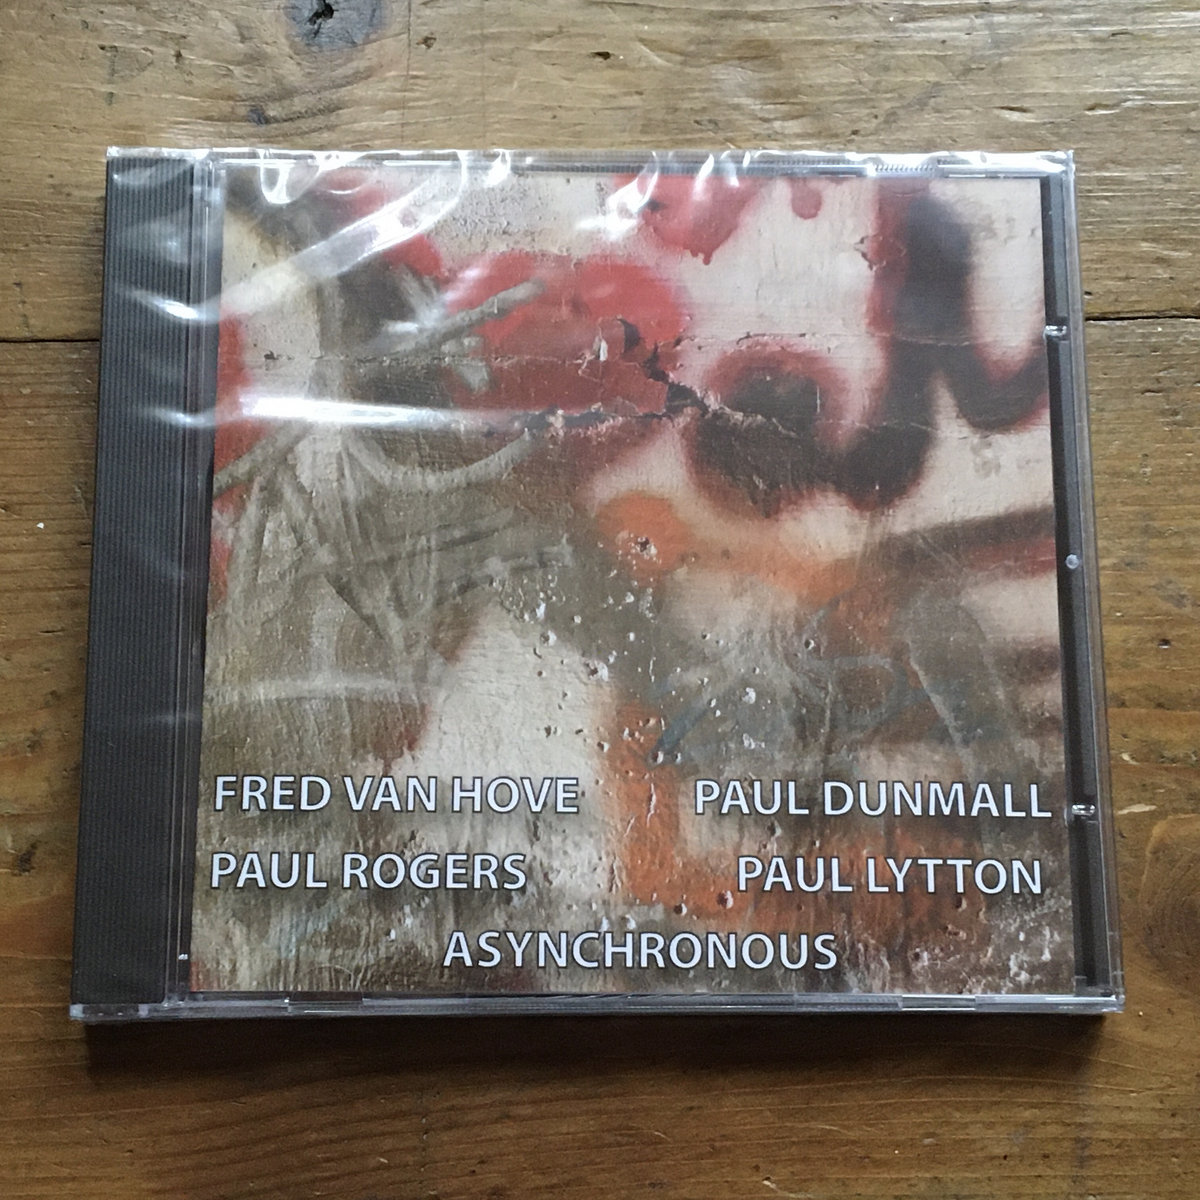 FRED VAN HOVE PAUL DUNMALL
PAUL ROGERS PAUL LYTTON
ASYNCHRONOUS